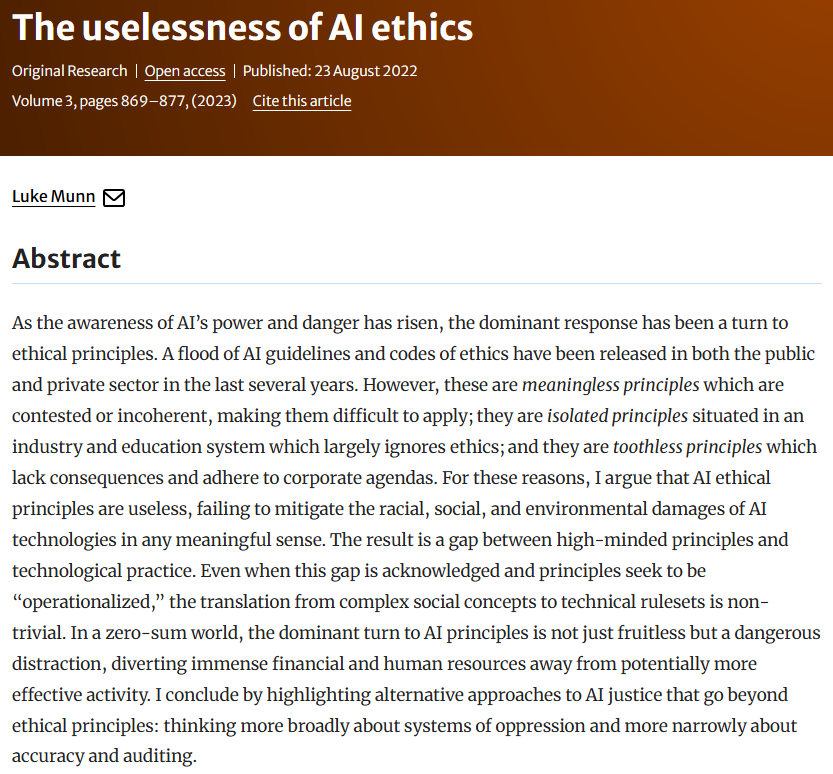 The uselessness of AI ethics
Original Research | Open access | Published: 23 August 2022
Volume 3, pages 869–877, (2023) Cite this article
Luke Munn
Abstract
As the awareness of AI’s power and danger has risen, the dominant response has been a turn to
ethical principles. A flood of AI guidelines and codes of ethics have been released in both the public
and private sector in the last several years. However, these are meaningless principles which are
contested or incoherent, making them difficult to apply; they are isolated principles situated in an
industry and education system which largely ignores ethics; and they are toothless principles which
lack consequences and adhere to corporate agendas. For these reasons, I argue that AI ethical
principles are useless, failing to mitigate the racial, social, and environmental damages of AI
technologies in any meaningful sense. The result is a gap between high-minded principles and
technological practice. Even when this gap is acknowledged and principles seek to be
“operationalized,” the translation from complex social concepts to technical rulesets is non-
trivial. In a zero-sum world, the dominant turn to AI principles is not just fruitless but a dangerous
distraction, diverting immense financial and human resources away from potentially more
effective activity. I conclude by highlighting alternative approaches to AI justice that go beyond
ethical principles: thinking more broadly about systems of oppression and more narrowly about
accuracy and auditing.